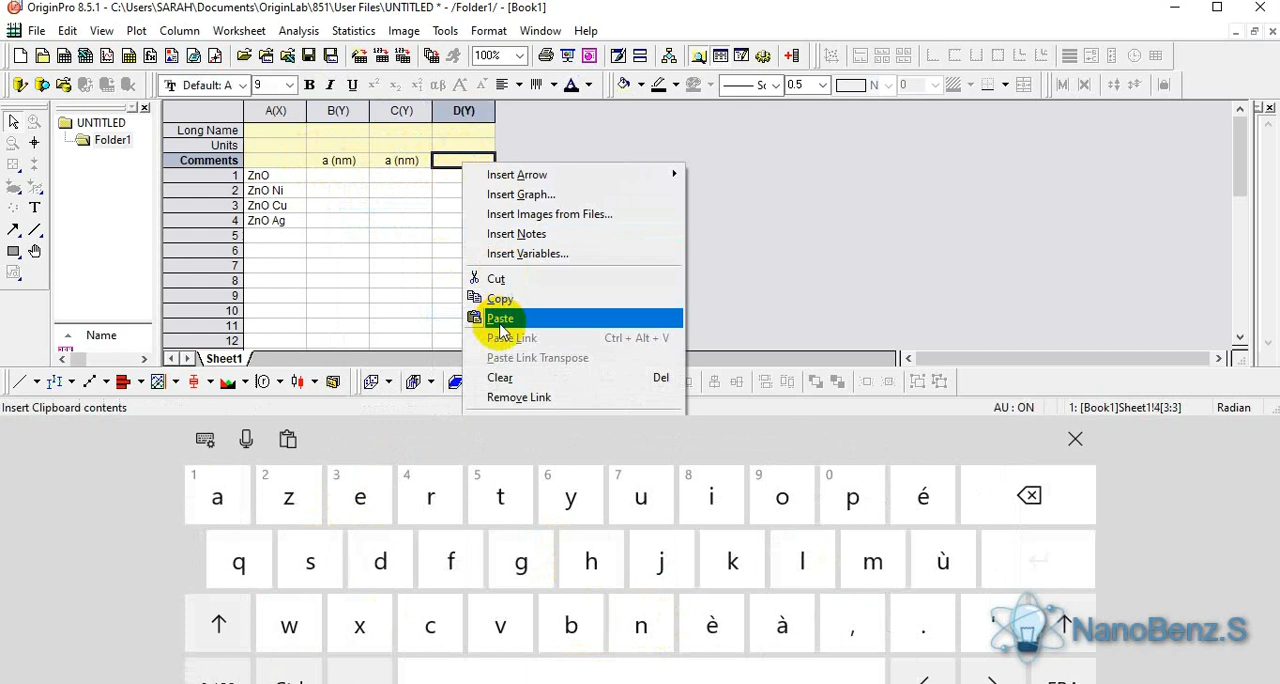 OriginPro 8.5.1 - C:\Users\SARAH\Documents\OriginLab\851\User Files\UNTITLED * - /Folder1/ - [Book1]
File Edit View Plot Column Worksheet Analysis Statistics Image Tools Format Window Help
100%
Default: A 9 B I U αβ A A A Sc 0.5 N 0
UNTITLED
Folder1
A(X) B(Y) C(Y) D(Y)
Long Name
Units
Comments a (nm) a (nm)
1 ZnO
2 ZnO Ni
3 ZnO Cu
4 ZnO Ag
5
6
7
8
9
10
11
12
Name
Sheet1
Insert Arrow
Insert Graph...
Insert Images from Files...
Insert Notes
Insert Variables...
Cut
Copy
Paste
Paste Link Ctrl + Alt + V
Paste Link Transpose
Clear Del
Remove Link
Insert Clipboard contents AU : ON 1: [Book1]Sheet1!4[3:3] Radian
1 2 3 4 5 6 7 8 9 0
a z e r t y u i o p é
q s d f g h j k l m ù
w x c v b n è à , . '
NanoBenz.S